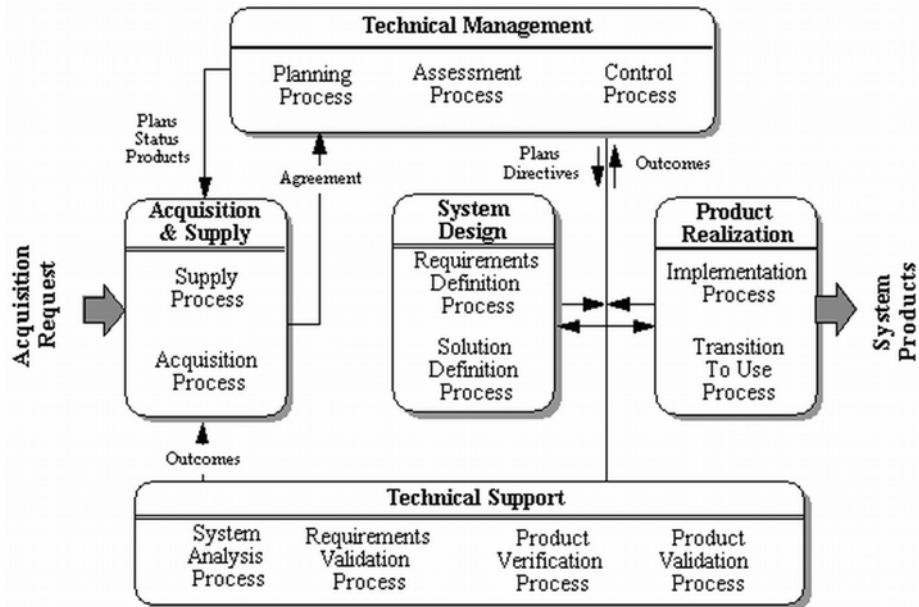 Technical Management
Planning
Process
Assessment
Process
Control
Process
Plans
Status
Products
Agreement
Plans
Directives
Outcomes
Acquisition
Request
Acquisition
& Supply
Supply
Process
Acquisition
Process
System
Design
Requirements
Definition
Process
Solution
Definition
Process
Product
Realization
Implementation
Process
Transition
To Use
Process
System
Products
Outcomes
Technical Support
System
Analysis
Process
Requirements
Validation
Process
Product
Verification
Process
Product
Validation
Process